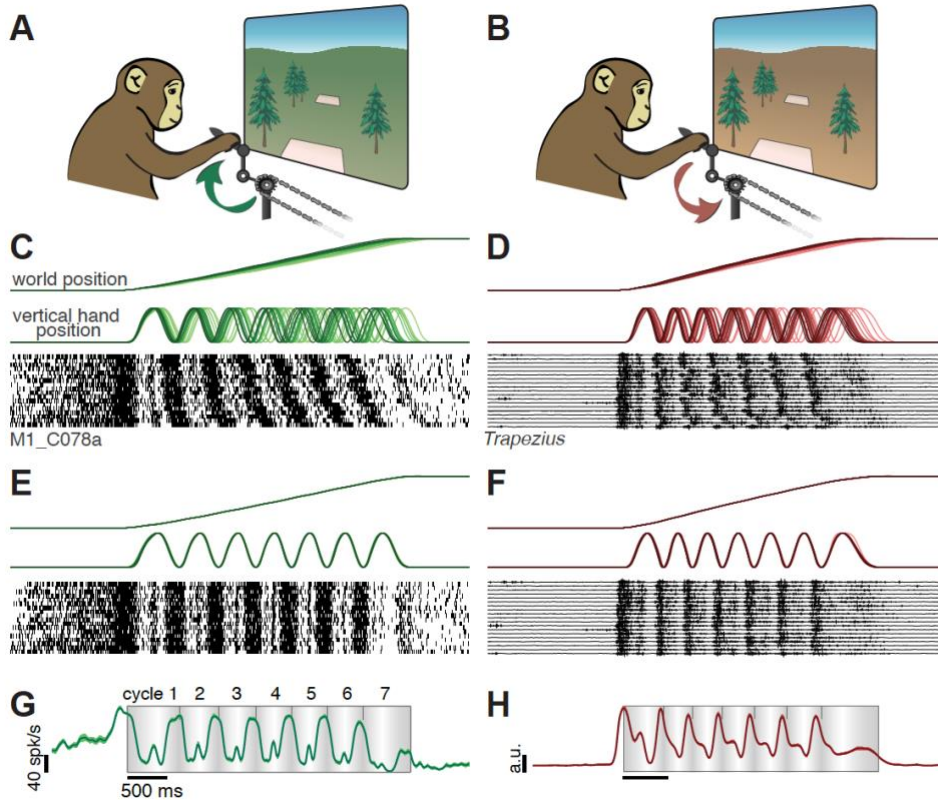 A
B
C
D
world position
vertical hand
position
M1_C078a
Trapezius
E
F
G
cycle 1 2 3 4 5 6 7
H
40 spk/s
a.u.
500 ms